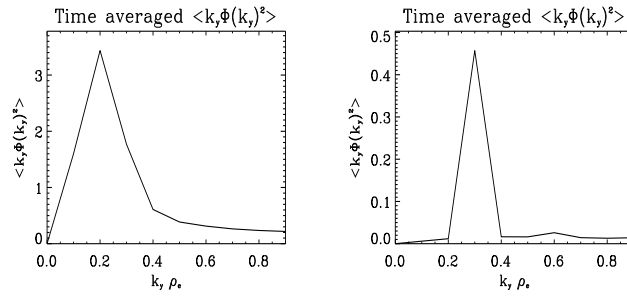 Time averaged <k_yΦ(k_y)²>
<k_yΦ(k_y)²>
3
2
1
0
0.0 0.2 0.4 0.6 0.8
k_y ρ_e
Time averaged <k_yΦ(k_y)²>
<k_yΦ(k_y)²>
0.5
0.4
0.3
0.2
0.1
0.0
0.0 0.2 0.4 0.6 0.8
k_y ρ_e